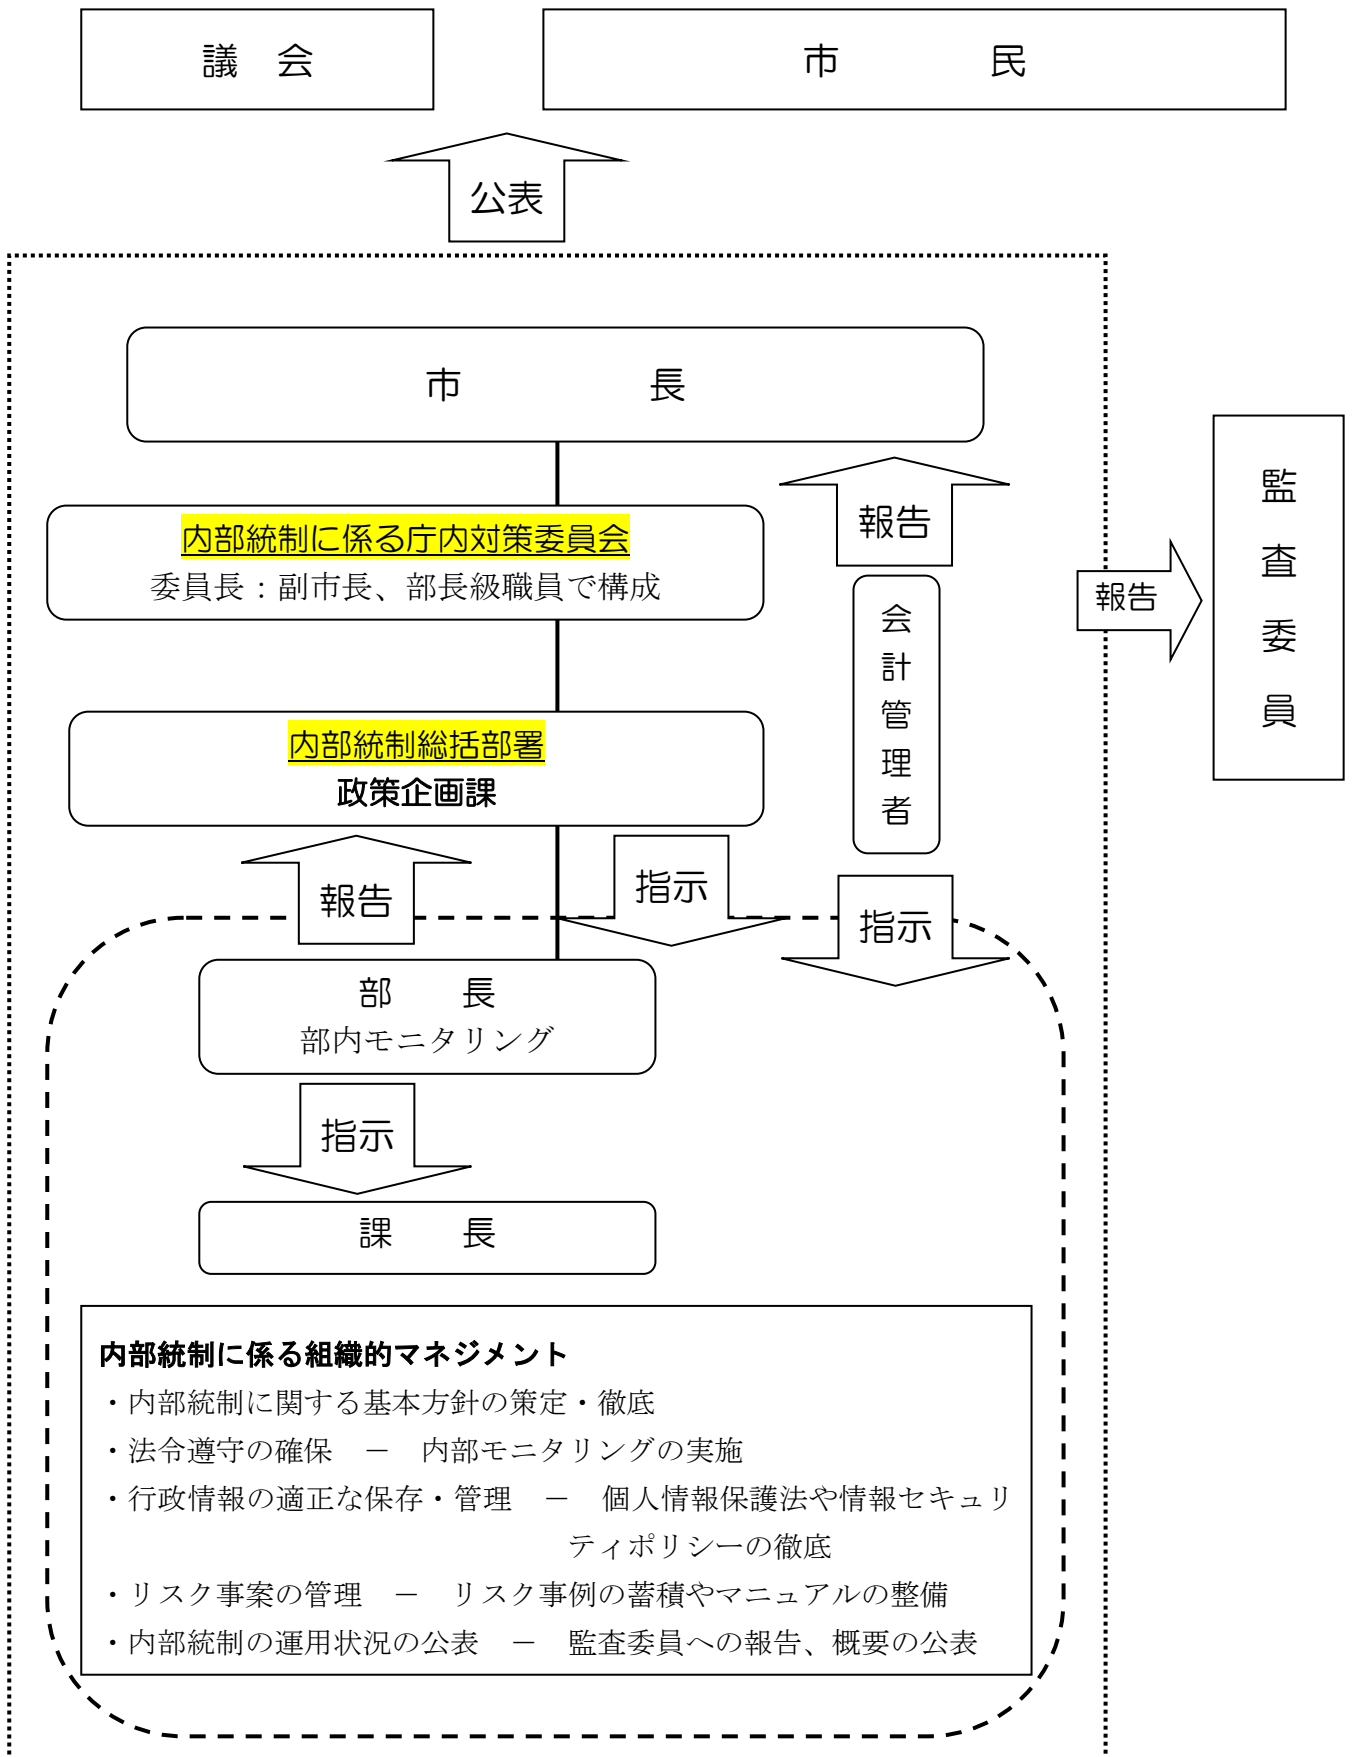 議　会
市　民
公表
市　長
内部統制に係る庁内対策委員会
委員長：副市長、部長級職員で構成
報告
会計管理者
報告
監査委員
内部統制総括部署
政策企画課
報告
指示
指示
部　長
部内モニタリング
指示
課　長
内部統制に係る組織的マネジメント
・内部統制に関する基本方針の策定・徹底
・法令遵守の確保　－　内部モニタリングの実施
・行政情報の適正な保存・管理　－　個人情報保護法や情報セキュリ
ティポリシーの徹底
・リスク事案の管理　－　リスク事例の蓄積やマニュアルの整備
・内部統制の運用状況の公表　－　監査委員への報告、概要の公表